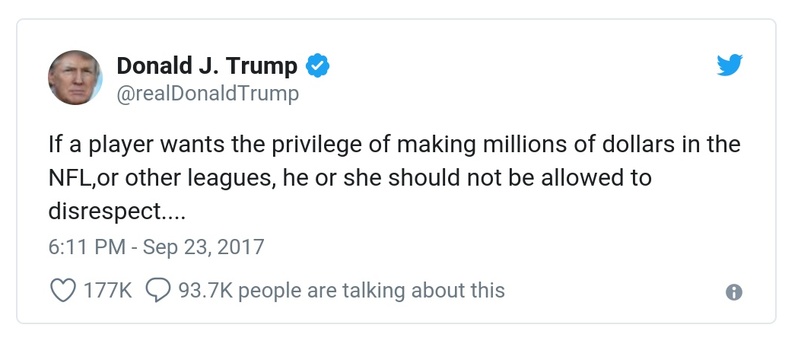 Donald J. Trump
@realDonaldTrump
If a player wants the privilege of making millions of dollars in the
NFL,or other leagues, he or she should not be allowed to
disrespect....
6:11 PM - Sep 23, 2017
177K 93.7K people are talking about this